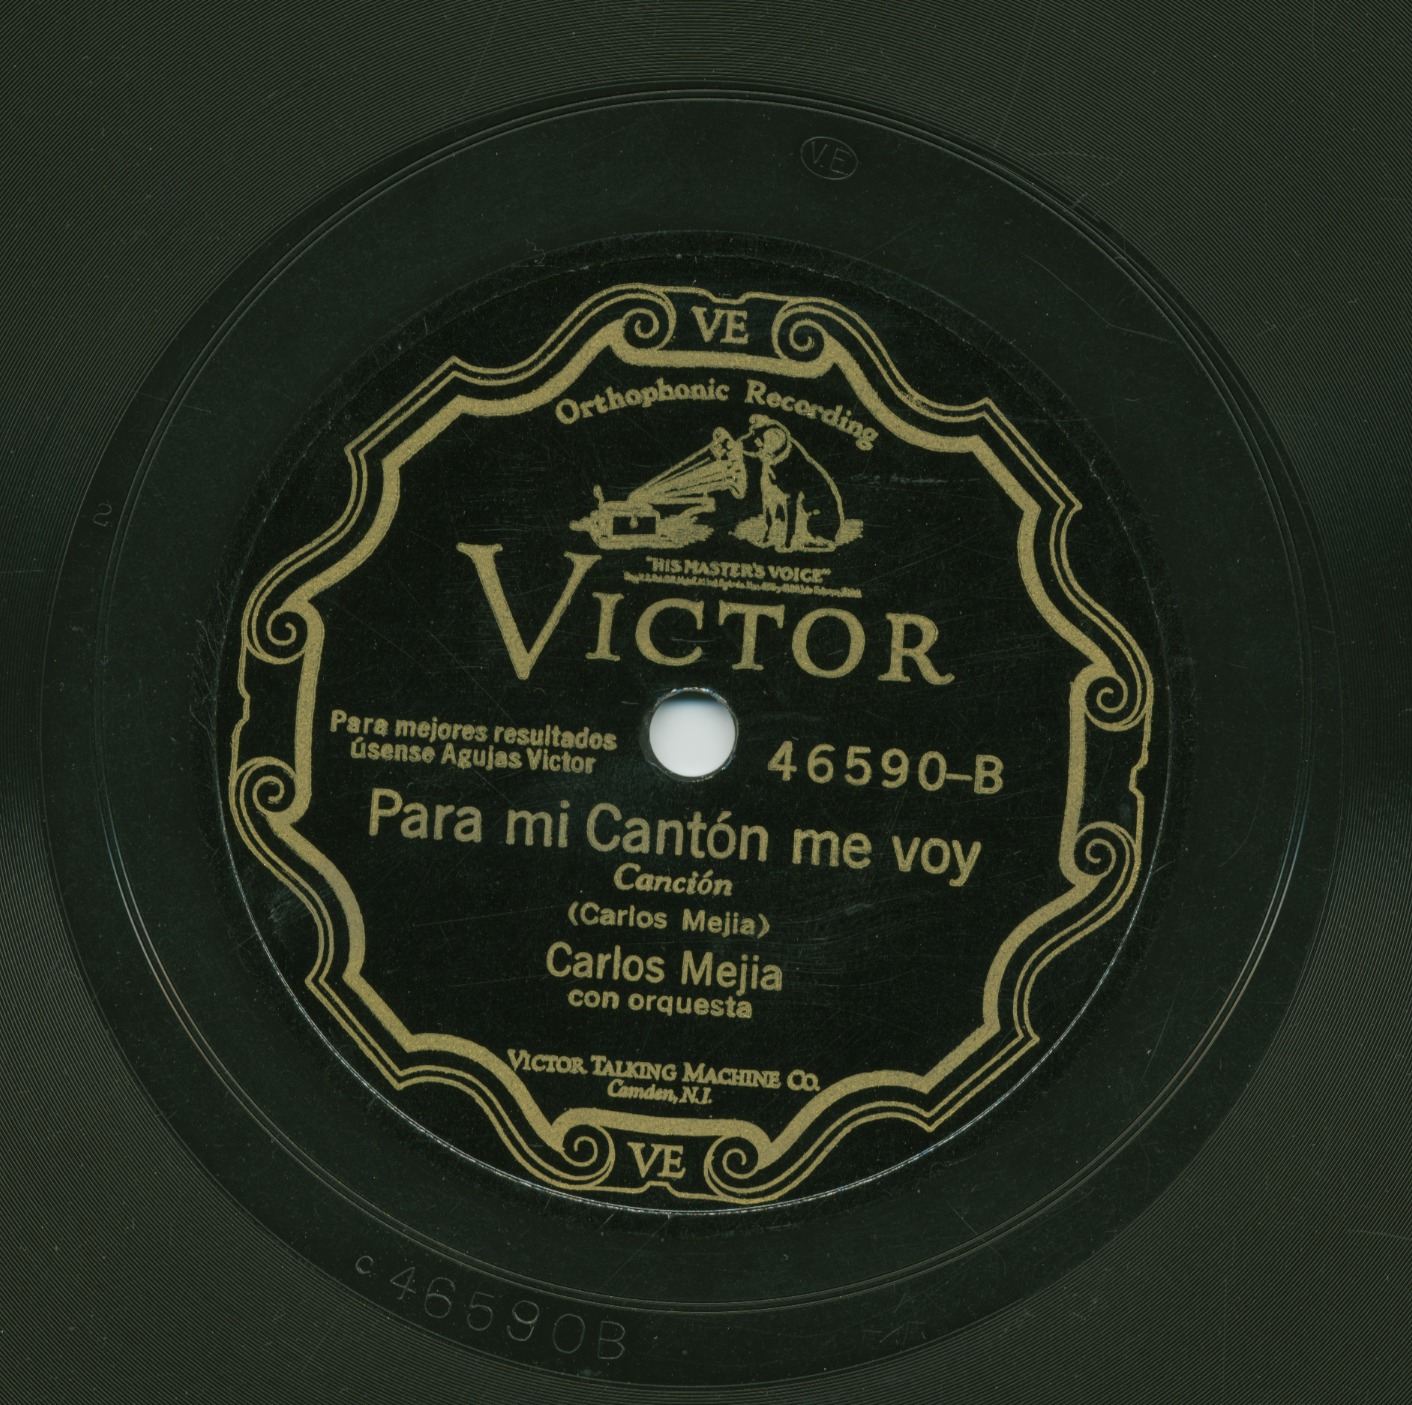 V.E
VE
Orthophonic Recording
"HIS MASTER'S VOICE"
VICTOR
Para mejores resultados
úsense Agujas Victor
46590-B
Para mi Cantón me voy
Canción
(Carlos Mejia)
Carlos Mejia
con orquesta
VICTOR TALKING MACHINE CO.
Camden, N.J.
VE
2
c 46590B